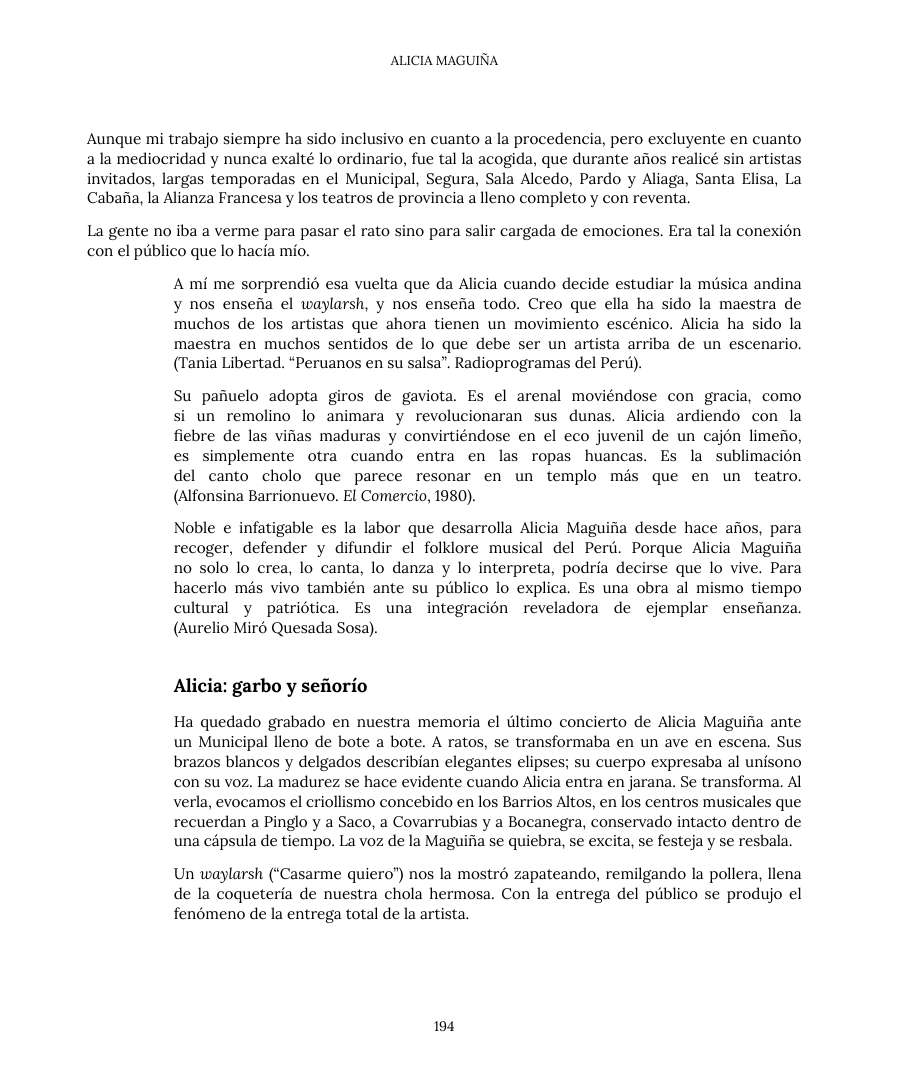 ALICIA MAGUIÑA
Aunque mi trabajo siempre ha sido inclusivo en cuanto a la procedencia, pero excluyente en cuanto
a la mediocridad y nunca exalté lo ordinario, fue tal la acogida, que durante años realicé sin artistas
invitados, largas temporadas en el Municipal, Segura, Sala Alcedo, Pardo y Aliaga, Santa Elisa, La
Cabaña, la Alianza Francesa y los teatros de provincia a lleno completo y con reventa.
La gente no iba a verme para pasar el rato sino para salir cargada de emociones. Era tal la conexión
con el público que lo hacía mío.
A mí me sorprendió esa vuelta que da Alicia cuando decide estudiar la música andina
y nos enseña el waylarsh, y nos enseña todo. Creo que ella ha sido la maestra de
muchos de los artistas que ahora tienen un movimiento escénico. Alicia ha sido la
maestra en muchos sentidos de lo que debe ser un artista arriba de un escenario.
(Tania Libertad. “Peruanos en su salsa”. Radioprogramas del Perú).
Su pañuelo adopta giros de gaviota. Es el arenal moviéndose con gracia, como
si un remolino lo animara y revolucionaran sus dunas. Alicia ardiendo con la
fiebre de las viñas maduras y convirtiéndose en el eco juvenil de un cajón limeño,
es simplemente otra cuando entra en las ropas huancas. Es la sublimación
del canto cholo que parece resonar en un templo más que en un teatro.
(Alfonsina Barrionuevo. El Comercio, 1980).
Noble e infatigable es la labor que desarrolla Alicia Maguiña desde hace años, para
recoger, defender y difundir el folklore musical del Perú. Porque Alicia Maguiña
no solo lo crea, lo canta, lo danza y lo interpreta, podría decirse que lo vive. Para
hacerlo más vivo también ante su público lo explica. Es una obra al mismo tiempo
cultural y patriótica. Es una integración reveladora de ejemplar enseñanza.
(Aurelio Miró Quesada Sosa).
Alicia: garbo y señorío
Ha quedado grabado en nuestra memoria el último concierto de Alicia Maguiña ante
un Municipal lleno de bote a bote. A ratos, se transformaba en un ave en escena. Sus
brazos blancos y delgados describían elegantes elipses; su cuerpo expresaba al unísono
con su voz. La madurez se hace evidente cuando Alicia entra en jarana. Se transforma. Al
verla, evocamos el criollismo concebido en los Barrios Altos, en los centros musicales que
recuerdan a Pinglo y a Saco, a Covarrubias y a Bocanegra, conservado intacto dentro de
una cápsula de tiempo. La voz de la Maguiña se quiebra, se excita, se festeja y se resbala.
Un waylarsh (“Casarme quiero”) nos la mostró zapateando, remilgando la pollera, llena
de la coquetería de nuestra chola hermosa. Con la entrega del público se produjo el
fenómeno de la entrega total de la artista.
194